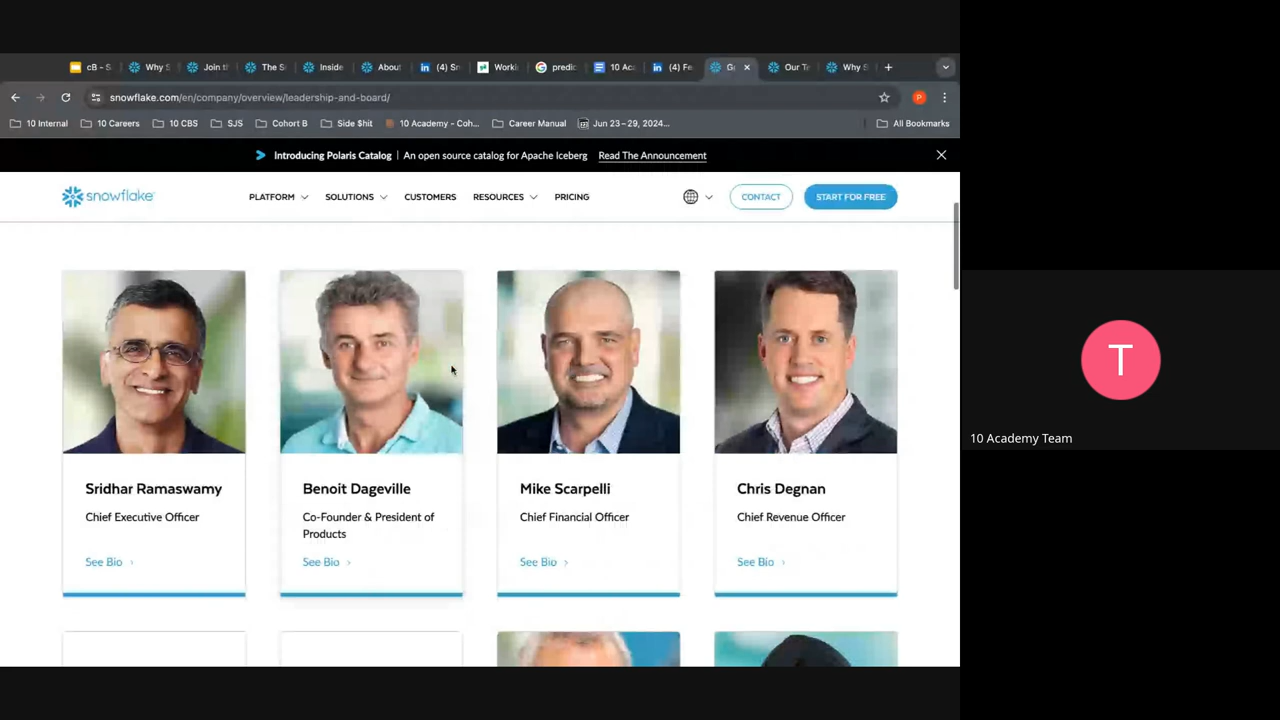 cB - S
Why S
Join t
The S
Inside
About
(4) Sr
Worki
predic
10 Aca
(4) Fe
Our Te
Why S
snowflake.com/en/company/overview/leadership-and-board/
P
10 Internal
10 Careers
10 CBS
SJS
Cohort B
Side $hit
10 Academy - Coh...
Career Manual
Jun 23 – 29, 2024...
All Bookmarks
Introducing Polaris Catalog | An open source catalog for Apache Iceberg Read The Announcement
snowflake
PLATFORM
SOLUTIONS
CUSTOMERS
RESOURCES
PRICING
CONTACT
START FOR FREE
Sridhar Ramaswamy
Chief Executive Officer
See Bio
Benoit Dageville
Co-Founder & President of
Products
See Bio
Mike Scarpelli
Chief Financial Officer
See Bio
Chris Degnan
Chief Revenue Officer
See Bio
T
10 Academy Team